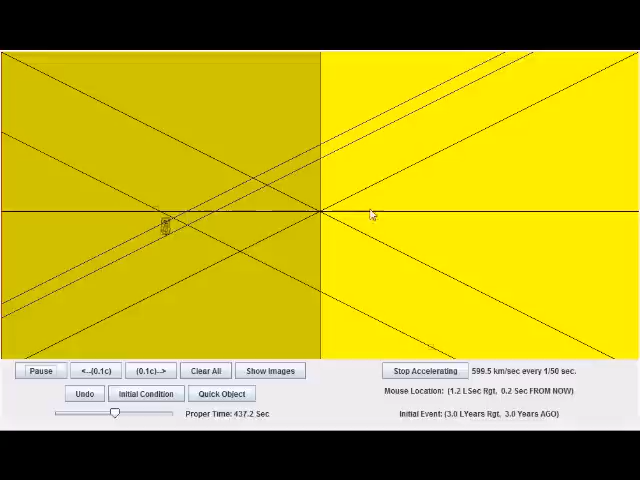 Pause <--(0.1c) (0.1c)--> Clear All Show Images Stop Accelerating 599.5 km/sec every 1/50 sec.
Undo Initial Condition Quick Object Mouse Location: (1.2 LSec Rgt, 0.2 Sec FROM NOW)
Proper Time: 437.2 Sec Initial Event: (3.0 LYears Rgt, 3.0 Years AGO)